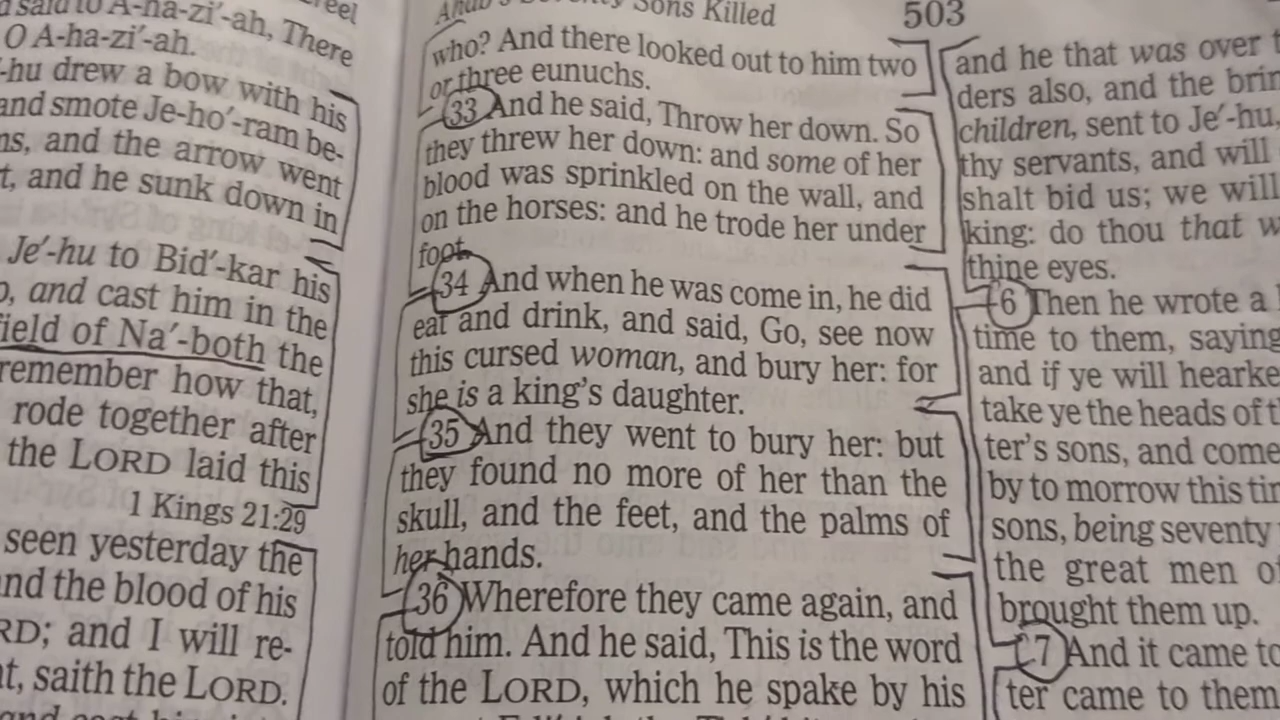 said to A-ha-zi′-ah, There
O A-ha-zi′-ah.
-hu drew a bow with his
and smote Je-ho′-ram be-
and the arrow went
and he sunk down in
Je′-hu to Bid′-kar his
and cast him in the
field of Na′-both the
remember how that,
rode together after
the LORD laid this
1 Kings 21:29
seen yesterday the
and the blood of his
RD; and I will re-
saith the LORD.
Sons Killed
503
who? And there looked out to him two
or three eunuchs.
33 And he said, Throw her down. So
they threw her down: and some of her
blood was sprinkled on the wall, and
on the horses: and he trode her under
foot.
34 And when he was come in, he did
eat and drink, and said, Go, see now
this cursed woman, and bury her: for
she is a king's daughter.
35 And they went to bury her: but
they found no more of her than the
skull, and the feet, and the palms of
her hands.
36 Wherefore they came again, and
told him. And he said, This is the word
of the LORD, which he spake by his
and he that was over
ders also, and the brin
children, sent to Je′-hu
thy servants, and will
shalt bid us; we will
king: do thou that
thine eyes.
6 Then he wrote a
time to them, saying
and if ye will hearke
take ye the heads of t
ter's sons, and come
by to morrow this tim
sons, being seventy
the great men of
brought them up.
7 And it came to
ter came to them